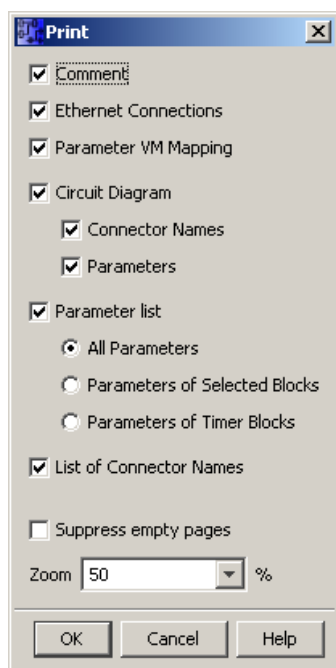 Print
Comment
Ethernet Connections
Parameter VM Mapping
Circuit Diagram
Connector Names
Parameters
Parameter list
All Parameters
Parameters of Selected Blocks
Parameters of Timer Blocks
List of Connector Names
Suppress empty pages
Zoom 50 %
OK Cancel Help